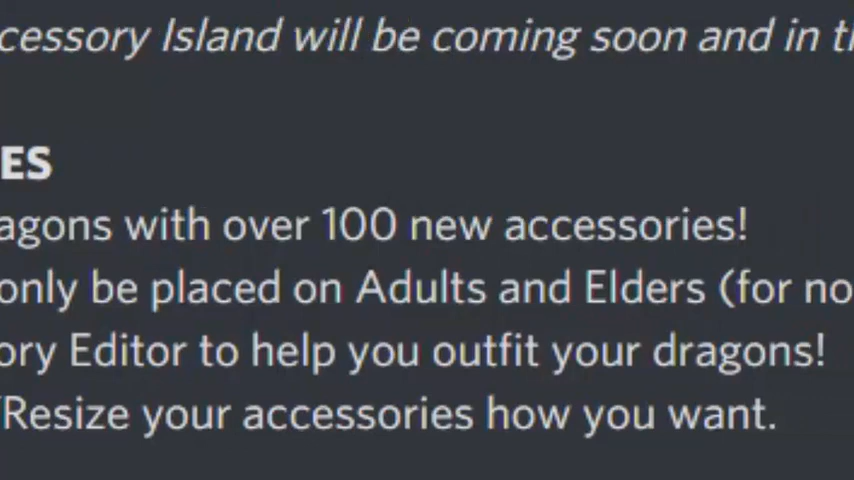 cessory Island will be coming soon and in th
ES
agons with over 100 new accessories!
only be placed on Adults and Elders (for no
ory Editor to help you outfit your dragons!
/Resize your accessories how you want.